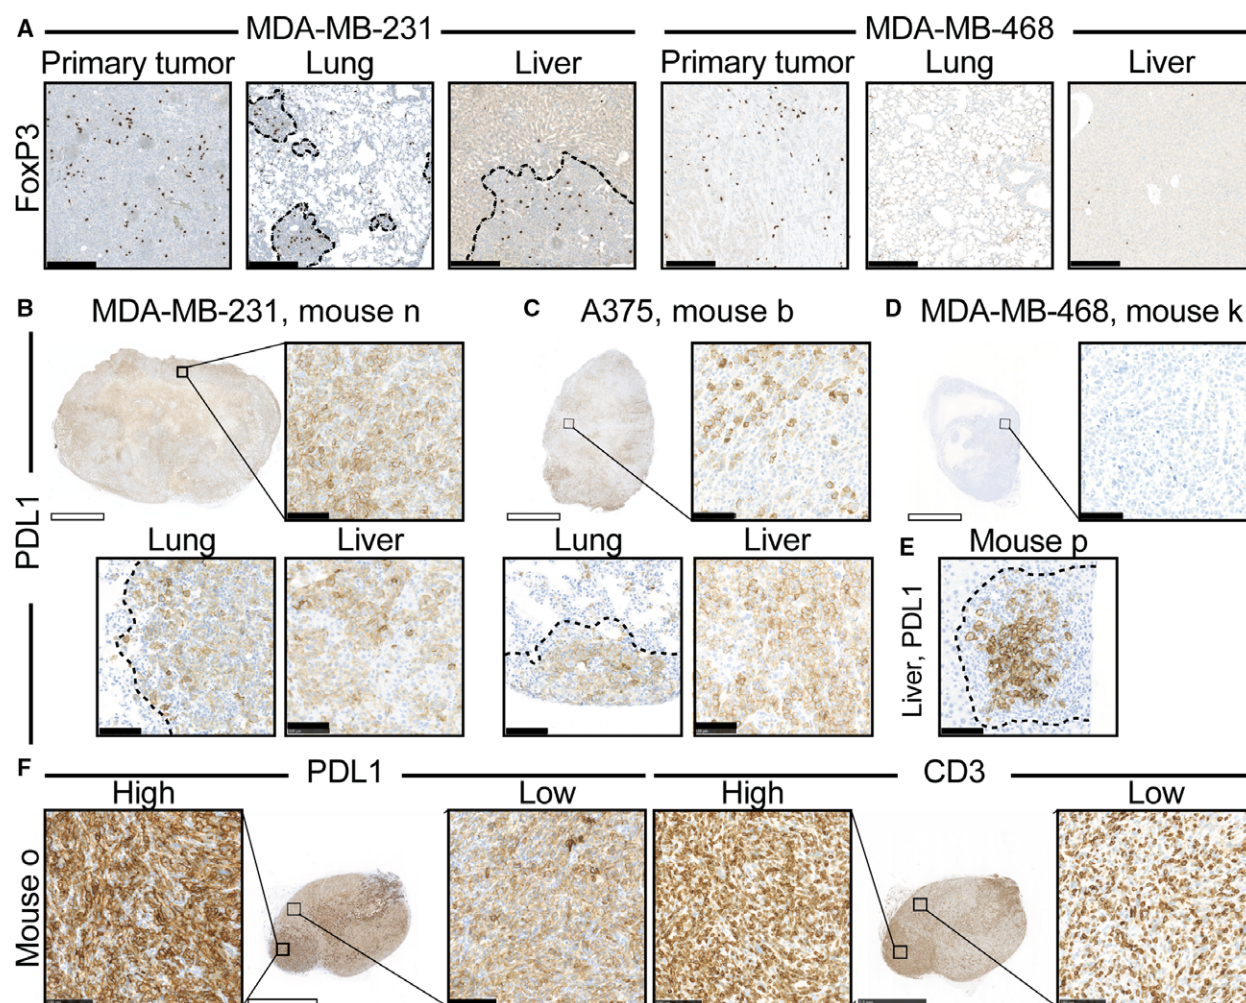 A MDA-MB-231 MDA-MB-468
Primary tumor Lung Liver Primary tumor Lung Liver
FoxP3
B MDA-MB-231, mouse n C A375, mouse b D MDA-MB-468, mouse k
PDL1
Lung Liver Lung Liver
E Mouse p
Liver, PDL1
F PDL1 CD3
High Low High Low
Mouse o